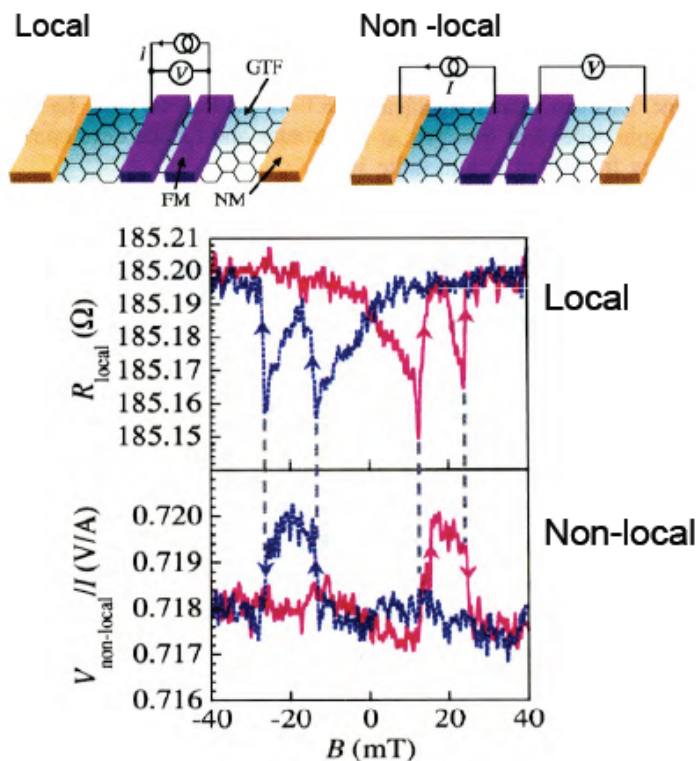 Local
Non -local
I
V
GTF
FM
NM
I
V
185.21
185.20
185.19
185.18
185.17
185.16
185.15
R local (Ω)
Local
0.720
0.719
0.718
0.717
0.716
V non-local /I (V/A)
Non-local
-40
-20
0
20
40
B (mT)